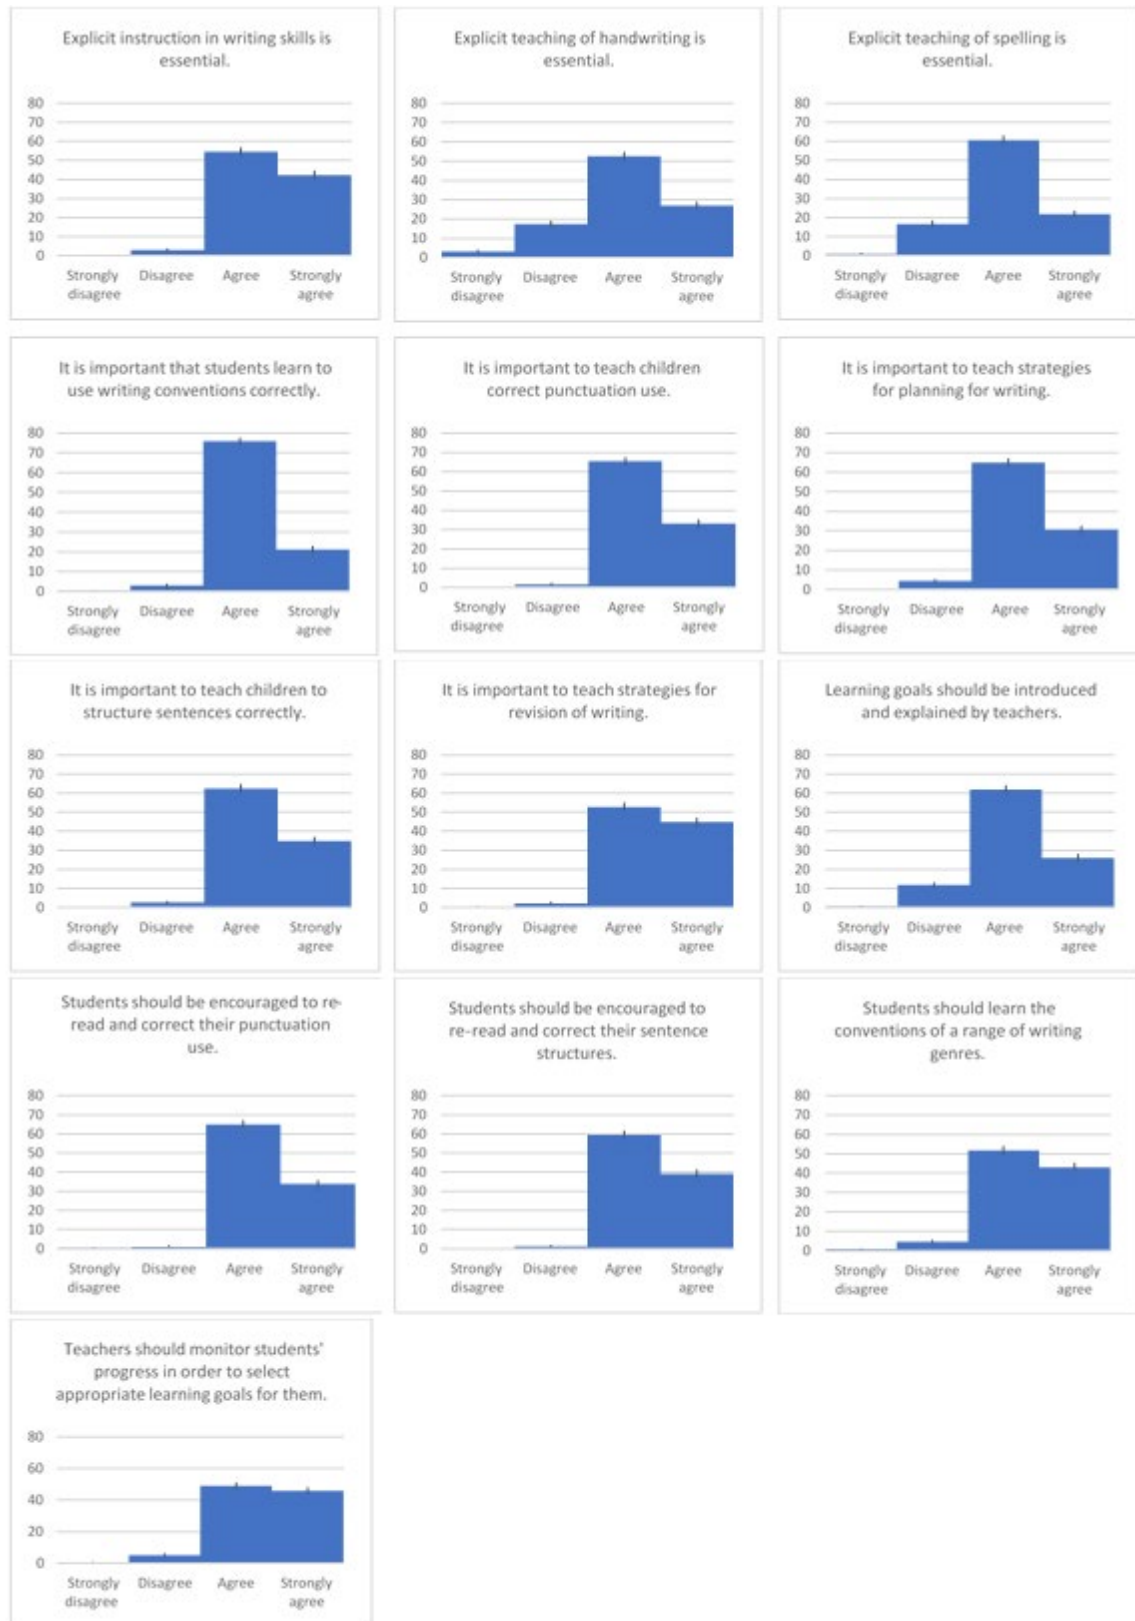 Explicit instruction in writing skills is
essential.
80
70
60
50
40
30
20
10
0
Strongly
disagree
Disagree
Agree
Strongly
agree
Explicit teaching of handwriting is
essential.
80
70
60
50
40
30
20
10
0
Strongly
disagree
Disagree
Agree
Strongly
agree
Explicit teaching of spelling is
essential.
80
70
60
50
40
30
20
10
0
Strongly
disagree
Disagree
Agree
Strongly
agree
It is important that students learn to
use writing conventions correctly.
80
70
60
50
40
30
20
10
0
Strongly
disagree
Disagree
Agree
Strongly
agree
It is important to teach children
correct punctuation use.
80
70
60
50
40
30
20
10
0
Strongly
disagree
Disagree
Agree
Strongly
agree
It is important to teach strategies
for planning for writing.
80
70
60
50
40
30
20
10
0
Strongly
disagree
Disagree
Agree
Strongly
agree
It is important to teach children to
structure sentences correctly.
80
70
60
50
40
30
20
10
0
Strongly
disagree
Disagree
Agree
Strongly
agree
It is important to teach strategies for
revision of writing.
80
70
60
50
40
30
20
10
0
Strongly
disagree
Disagree
Agree
Strongly
agree
Learning goals should be introduced
and explained by teachers.
80
70
60
50
40
30
20
10
0
Strongly
disagree
Disagree
Agree
Strongly
agree
Students should be encouraged to re-
read and correct their punctuation
use.
80
70
60
50
40
30
20
10
0
Strongly
disagree
Disagree
Agree
Strongly
agree
Students should be encouraged to
re-read and correct their sentence
structures.
80
70
60
50
40
30
20
10
0
Strongly
disagree
Disagree
Agree
Strongly
agree
Students should learn the
conventions of a range of writing
genres.
80
70
60
50
40
30
20
10
0
Strongly
disagree
Disagree
Agree
Strongly
agree
Teachers should monitor students'
progress in order to select
appropriate learning goals for them.
80
60
40
20
0
Strongly
disagree
Disagree
Agree
Strongly
agree